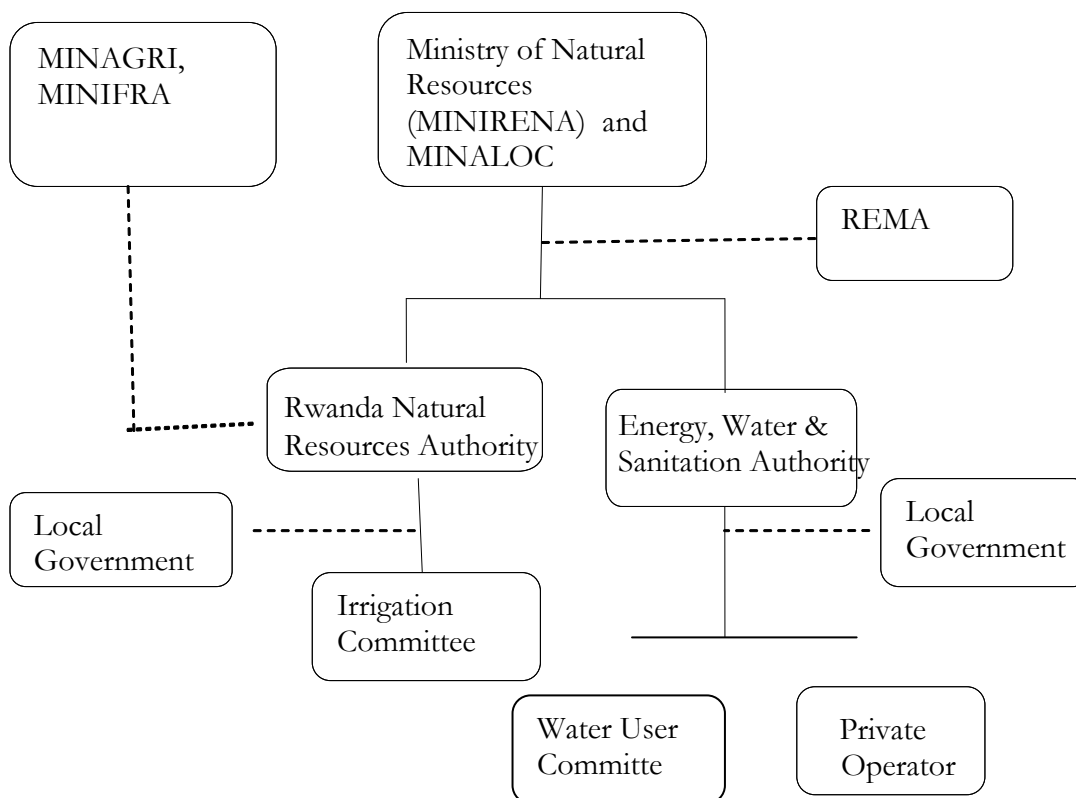 MINAGRI,
MINIFRA
Ministry of Natural
Resources
(MINIRENA) and
MINALOC
REMA
Rwanda Natural
Resources Authority
Energy, Water &
Sanitation Authority
Local
Government
Local
Government
Irrigation
Committee
Water User
Committe
Private
Operator